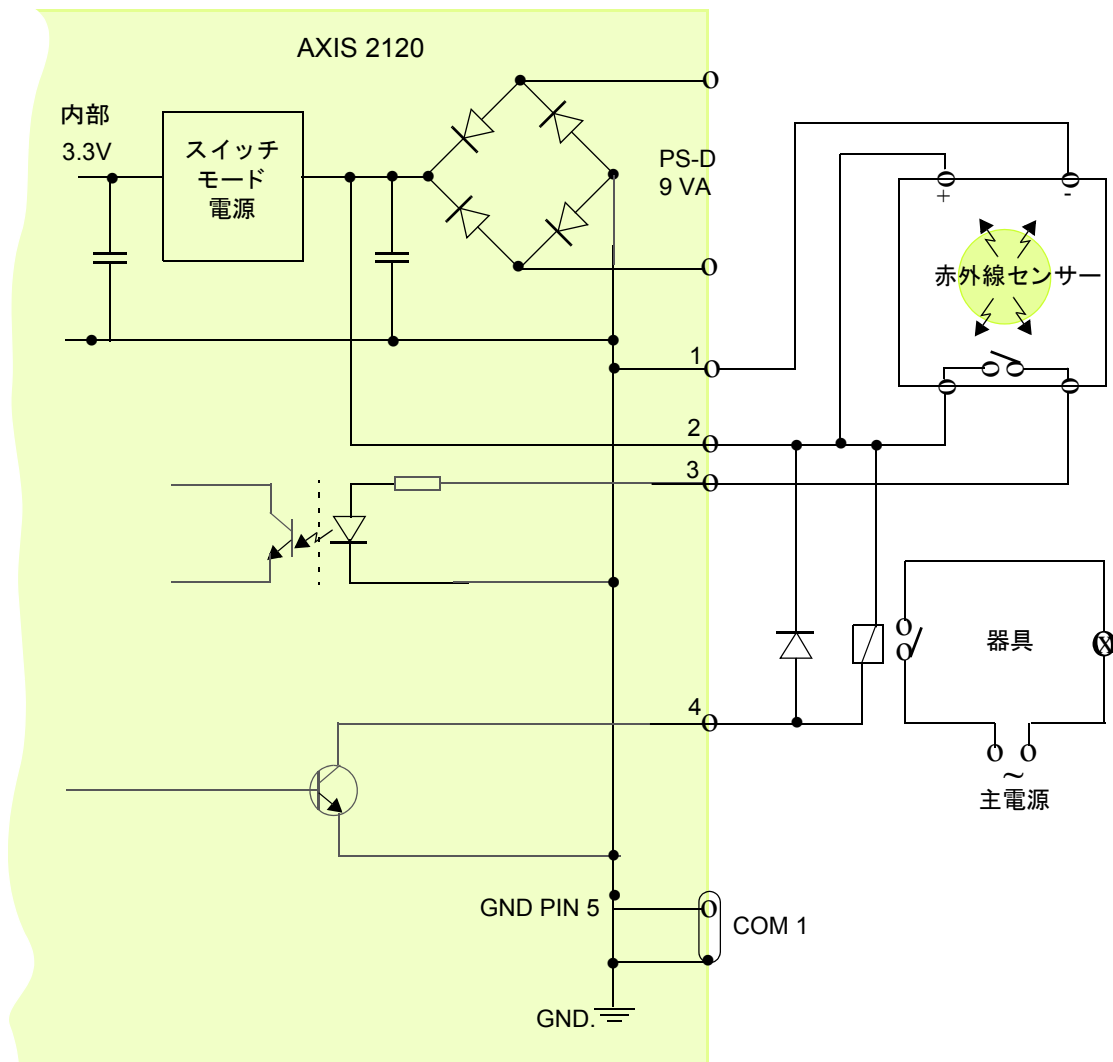 AXIS 2120
内部
3.3V
スイッチ
モード
電源
PS-D
9 VA
+
-
赤外線センサー
1
2
3
器具
4
~
主電源
GND PIN 5
COM 1
GND.